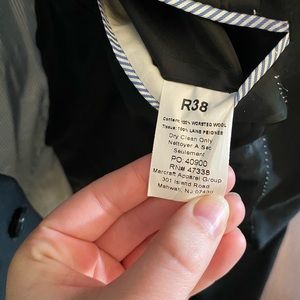 R38
Content: 100% WORSTED WOOL
Tissue: 100% LAINE PEIGNÉE
Dry Clean Only
Nettoyer A Sec
Seulement
PO: 40900
RN# 47338
Marcraft Apparel Group
301 Island Road
Mahwah, NJ 07430